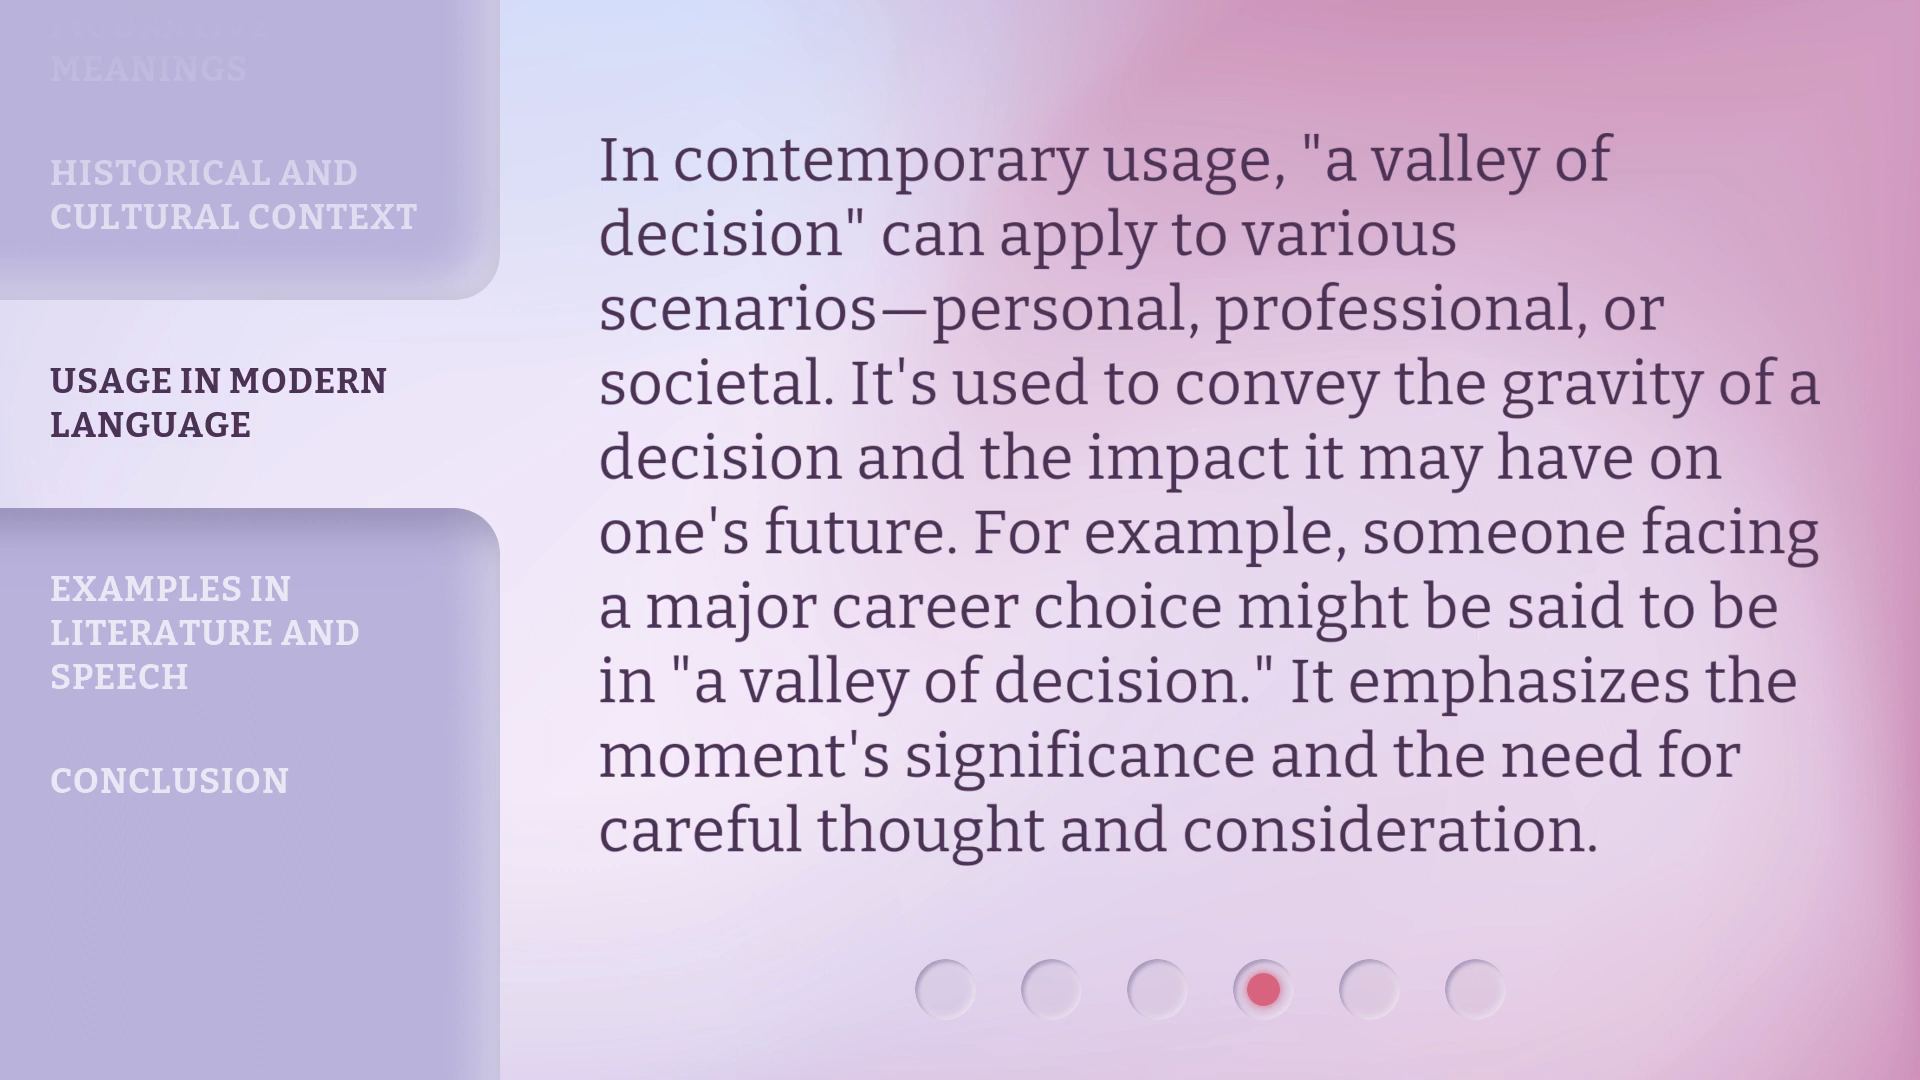 MEANINGS
HISTORICAL AND
CULTURAL CONTEXT
USAGE IN MODERN
LANGUAGE
EXAMPLES IN
LITERATURE AND
SPEECH
CONCLUSION
In contemporary usage, "a valley of
decision" can apply to various
scenarios—personal, professional, or
societal. It's used to convey the gravity of a
decision and the impact it may have on
one's future. For example, someone facing
a major career choice might be said to be
in "a valley of decision." It emphasizes the
moment's significance and the need for
careful thought and consideration.